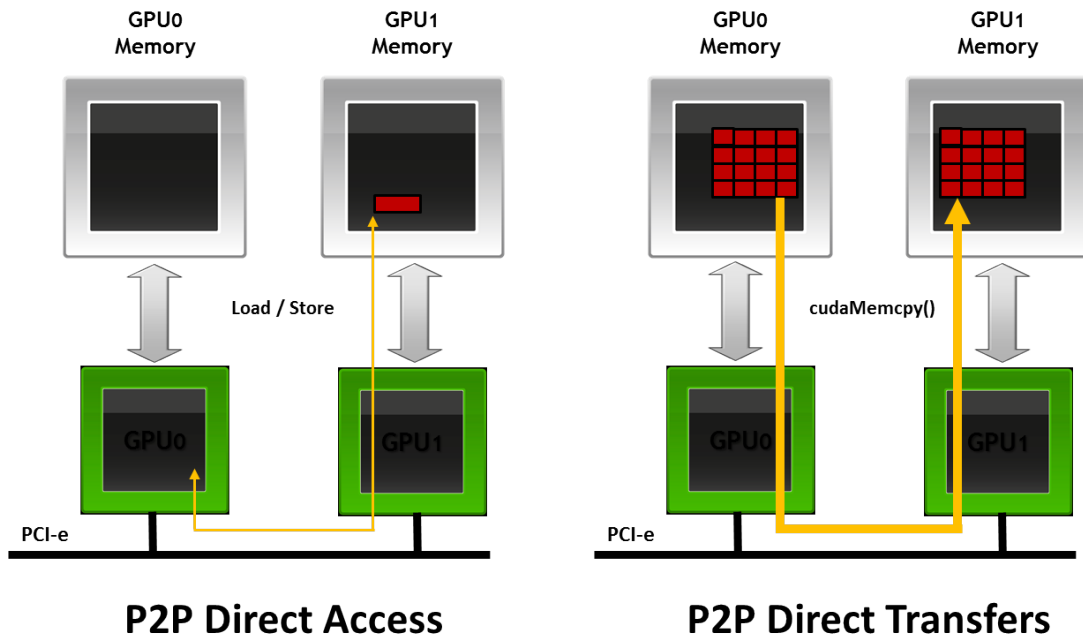 GPU0
Memory
GPU1
Memory
Load / Store
GPU0
GPU1
PCI-e
P2P Direct Access
GPU0
Memory
GPU1
Memory
cudaMemcpy()
GPU0
GPU1
PCI-e
P2P Direct Transfers